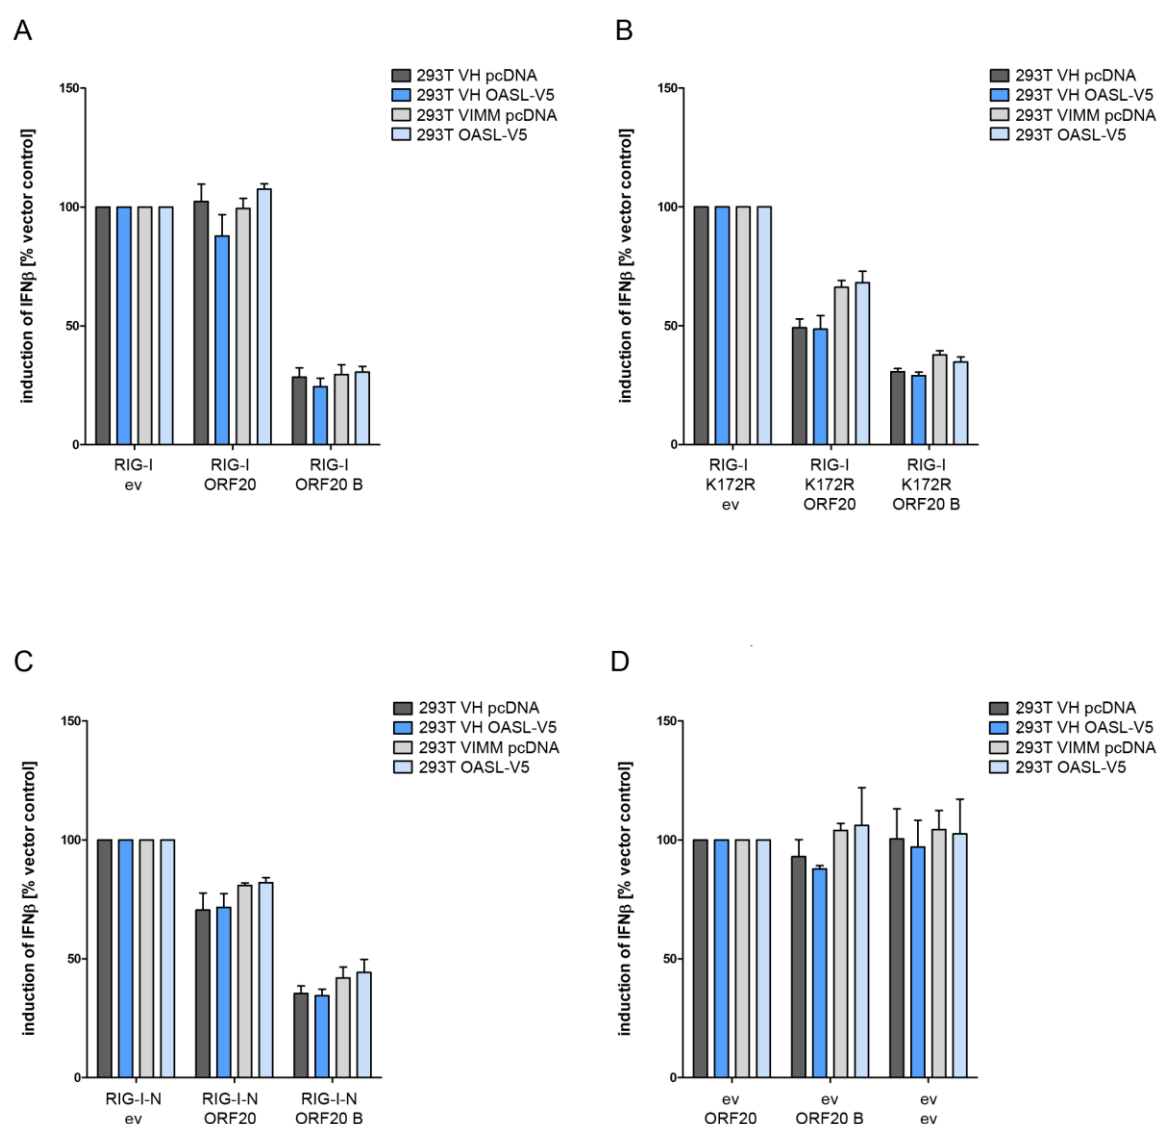 A
293T VH pcDNA
293T VH OASL-V5
293T VIMM pcDNA
293T OASL-V5
induction of IFNβ [% vector control]
150
100
50
0
RIG-I
ev
RIG-I
ORF20
RIG-I
ORF20 B
B
293T VH pcDNA
293T VH OASL-V5
293T VIMM pcDNA
293T OASL-V5
induction of IFNβ [% vector control]
150
100
50
0
RIG-I
K172R
ev
RIG-I
K172R
ORF20
RIG-I
K172R
ORF20 B
C
293T VH pcDNA
293T VH OASL-V5
293T VIMM pcDNA
293T OASL-V5
induction of IFNβ [% vector control]
150
100
50
0
RIG-I-N
ev
RIG-I-N
ORF20
RIG-I-N
ORF20 B
D
293T VH pcDNA
293T VH OASL-V5
293T VIMM pcDNA
293T OASL-V5
induction of IFNβ [% vector control]
150
100
50
0
ev
ORF20
ev
ORF20 B
ev
ev